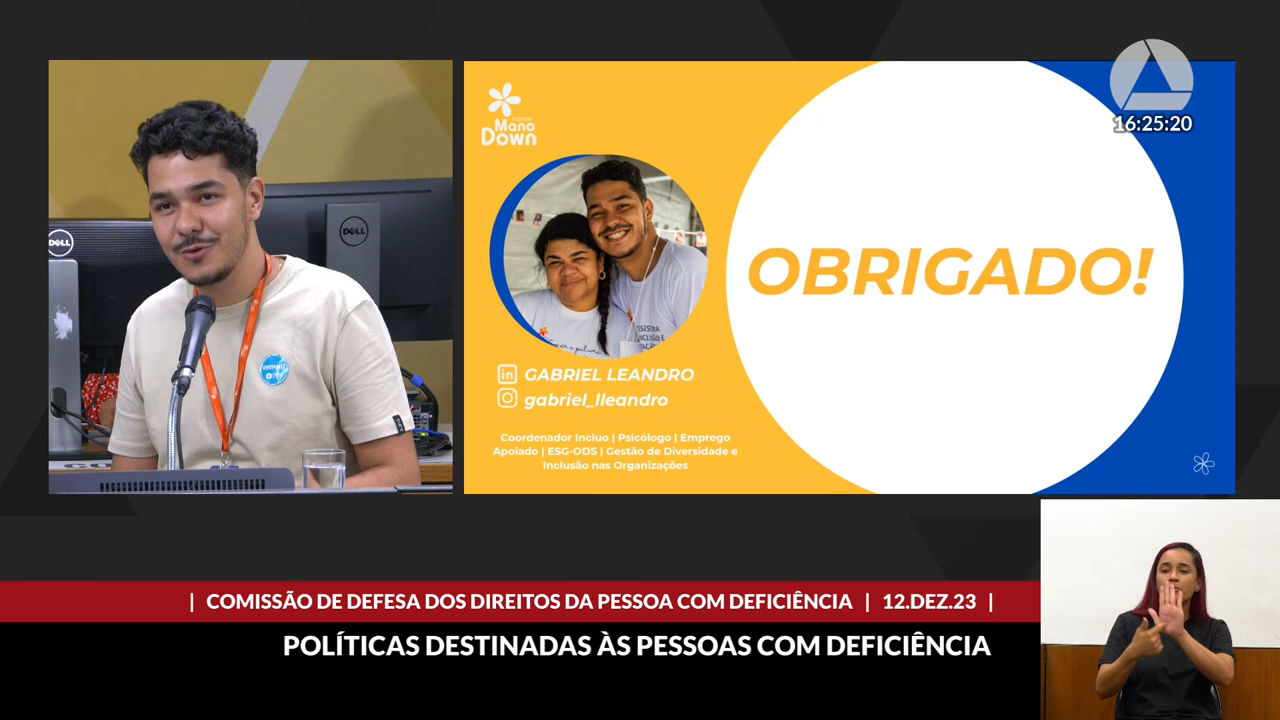 DELL
DELL
VISITANTE
Mano
Down
16:25:20
OBRIGADO!
in GABRIEL LEANDRO
gabriel_lleandro
Coordenador Incluo | Psicólogo | Emprego
Apoiado | ESG-ODS | Gestão de Diversidade e
Inclusão nas Organizações
| COMISSÃO DE DEFESA DOS DIREITOS DA PESSOA COM DEFICIÊNCIA | 12.DEZ.23 |
POLÍTICAS DESTINADAS ÀS PESSOAS COM DEFICIÊNCIA